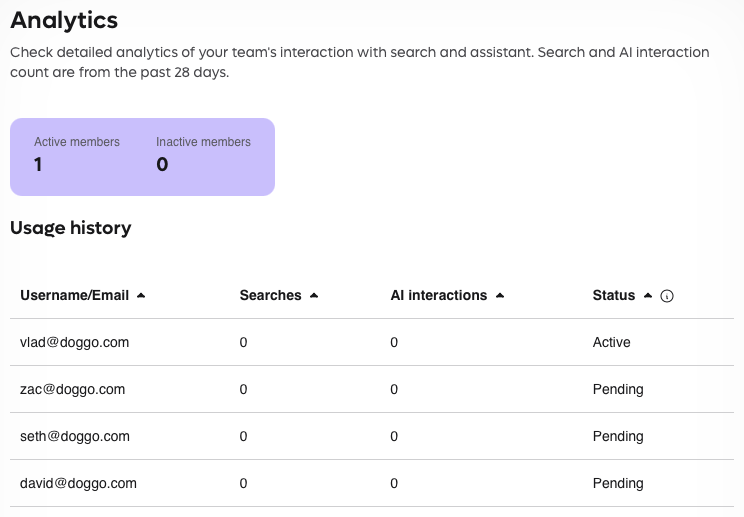 Analytics
Check detailed analytics of your team's interaction with search and assistant. Search and AI interaction
count are from the past 28 days.
Active members Inactive members
1 0
Usage history
Username/Email Searches AI interactions Status
vlad@doggo.com 0 0 Active
zac@doggo.com 0 0 Pending
seth@doggo.com 0 0 Pending
david@doggo.com 0 0 Pending